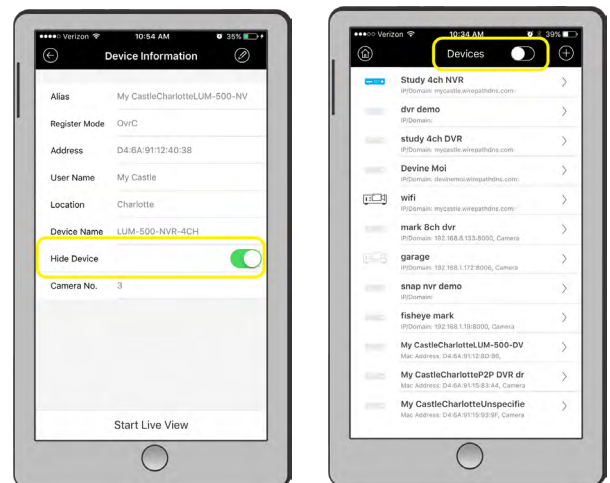 Verizon 10:54 AM 35%
Device Information
Alias My CastleCharlotteLUM-500-NV
Register Mode OvrC
Address D4:6A:91:12:40:38
User Name My Castle
Location Charlotte
Device Name LUM-500-NVR-4CH
Hide Device
Camera No. 3
Start Live View
Verizon 10:34 AM 39%
Devices
Study 4ch NVR
IP/Domain: mycastle.wirepathdns.com:
dvr demo
IP/Domain:
study 4ch DVR
IP/Domain: mycastle.wirepathdns.com:
Devine Moi
IP/Domain: devinemoi.wirepathdns.com:
wifi
IP/Domain: mycastle.wirepathdns.com:
mark 8ch dvr
IP/Domain: 192.168.8.133:8000, Camera
garage
IP/Domain: 192.168.1.172:8006, Camera
snap nvr demo
IP/Domain:
fisheye mark
IP/Domain: 192.168.1.19:8000, Camera
My CastleCharlotteLUM-500-DV
Mac Address: D4:6A:91:12:8D:86,
My CastleCharlotteP2P DVR dr
Mac Address: D4:6A:91:15:83:44, Camera
My CastleCharlotteUnspecifie
Mac Address: D4:6A:91:15:93:9F, Camera